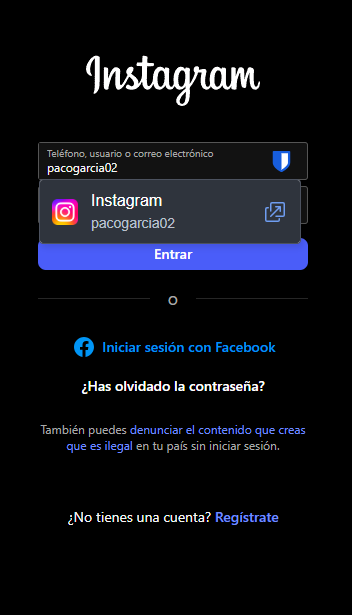 Instagram
Teléfono, usuario o correo electrónico
pacogarcia02
Instagram
pacogarcia02
Entrar
O
Iniciar sesión con Facebook
¿Has olvidado la contraseña?
También puedes denunciar el contenido que creas
que es ilegal en tu país sin iniciar sesión.
¿No tienes una cuenta? Regístrate